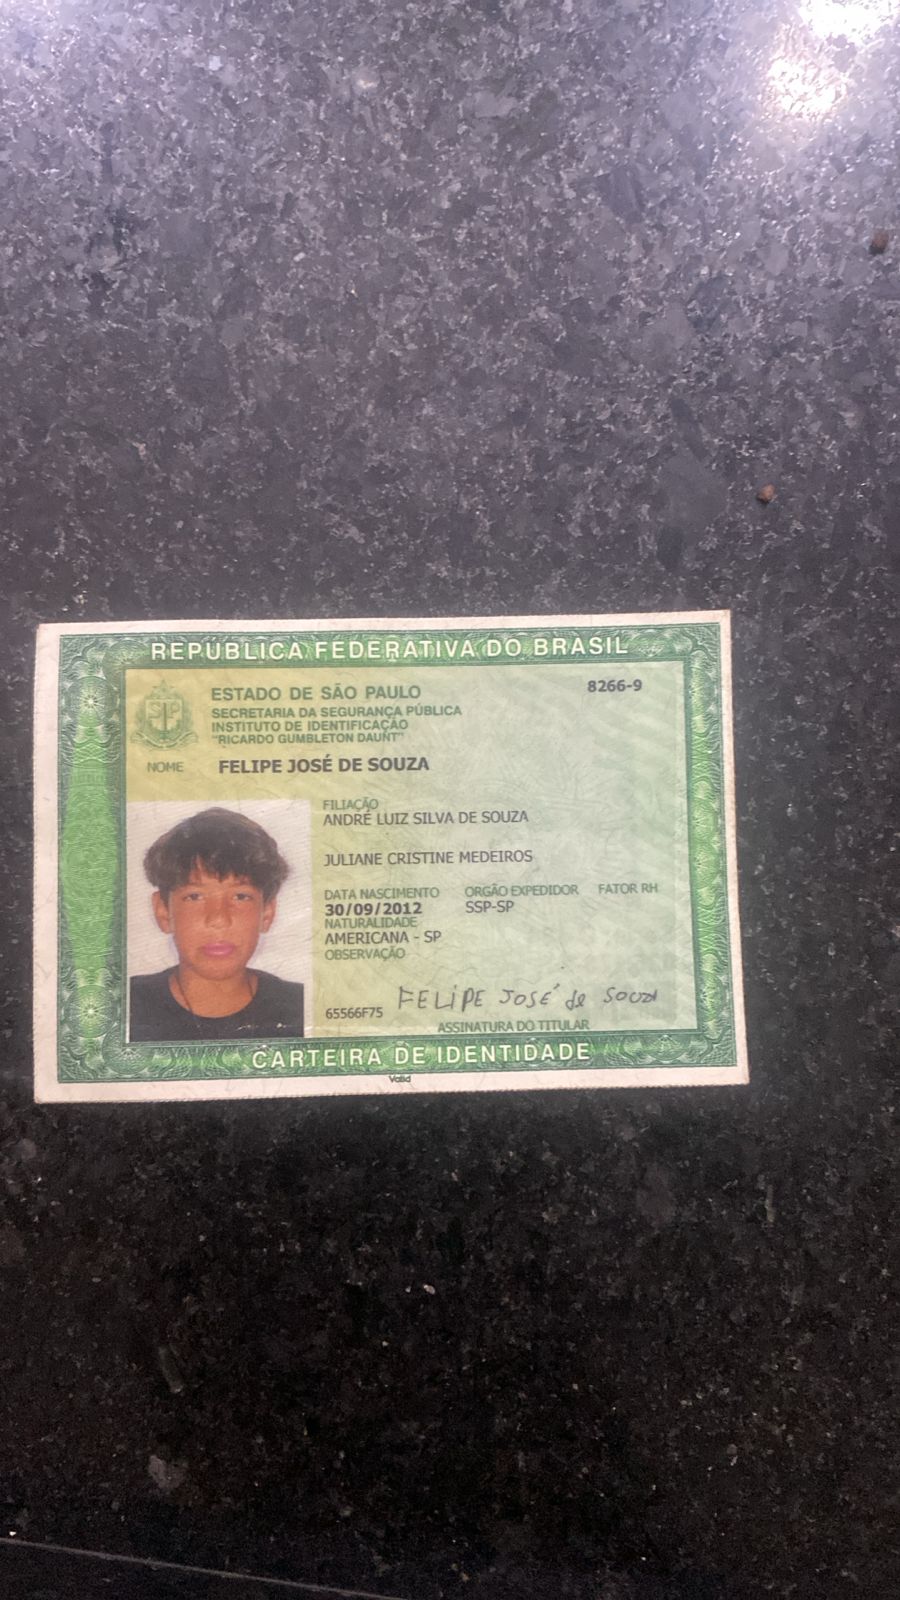 REPÚBLICA FEDERATIVA DO BRASIL
8266-9
ESTADO DE SÃO PAULO
SECRETARIA DA SEGURANÇA PÚBLICA
INSTITUTO DE IDENTIFICAÇÃO
"RICARDO GUMBLETON DAUNT"
NOME FELIPE JOSÉ DE SOUZA
FILIAÇÃO
ANDRÉ LUIZ SILVA DE SOUZA
JULIANE CRISTINE MEDEIROS
DATA NASCIMENTO ORGÃO EXPEDIDOR FATOR RH
30/09/2012 SSP-SP
NATURALIDADE
AMERICANA - SP
OBSERVAÇÃO
65566F75 FELIPE JOSÉ de SOUZA
ASSINATURA DO TITULAR
CARTEIRA DE IDENTIDADE
Valid